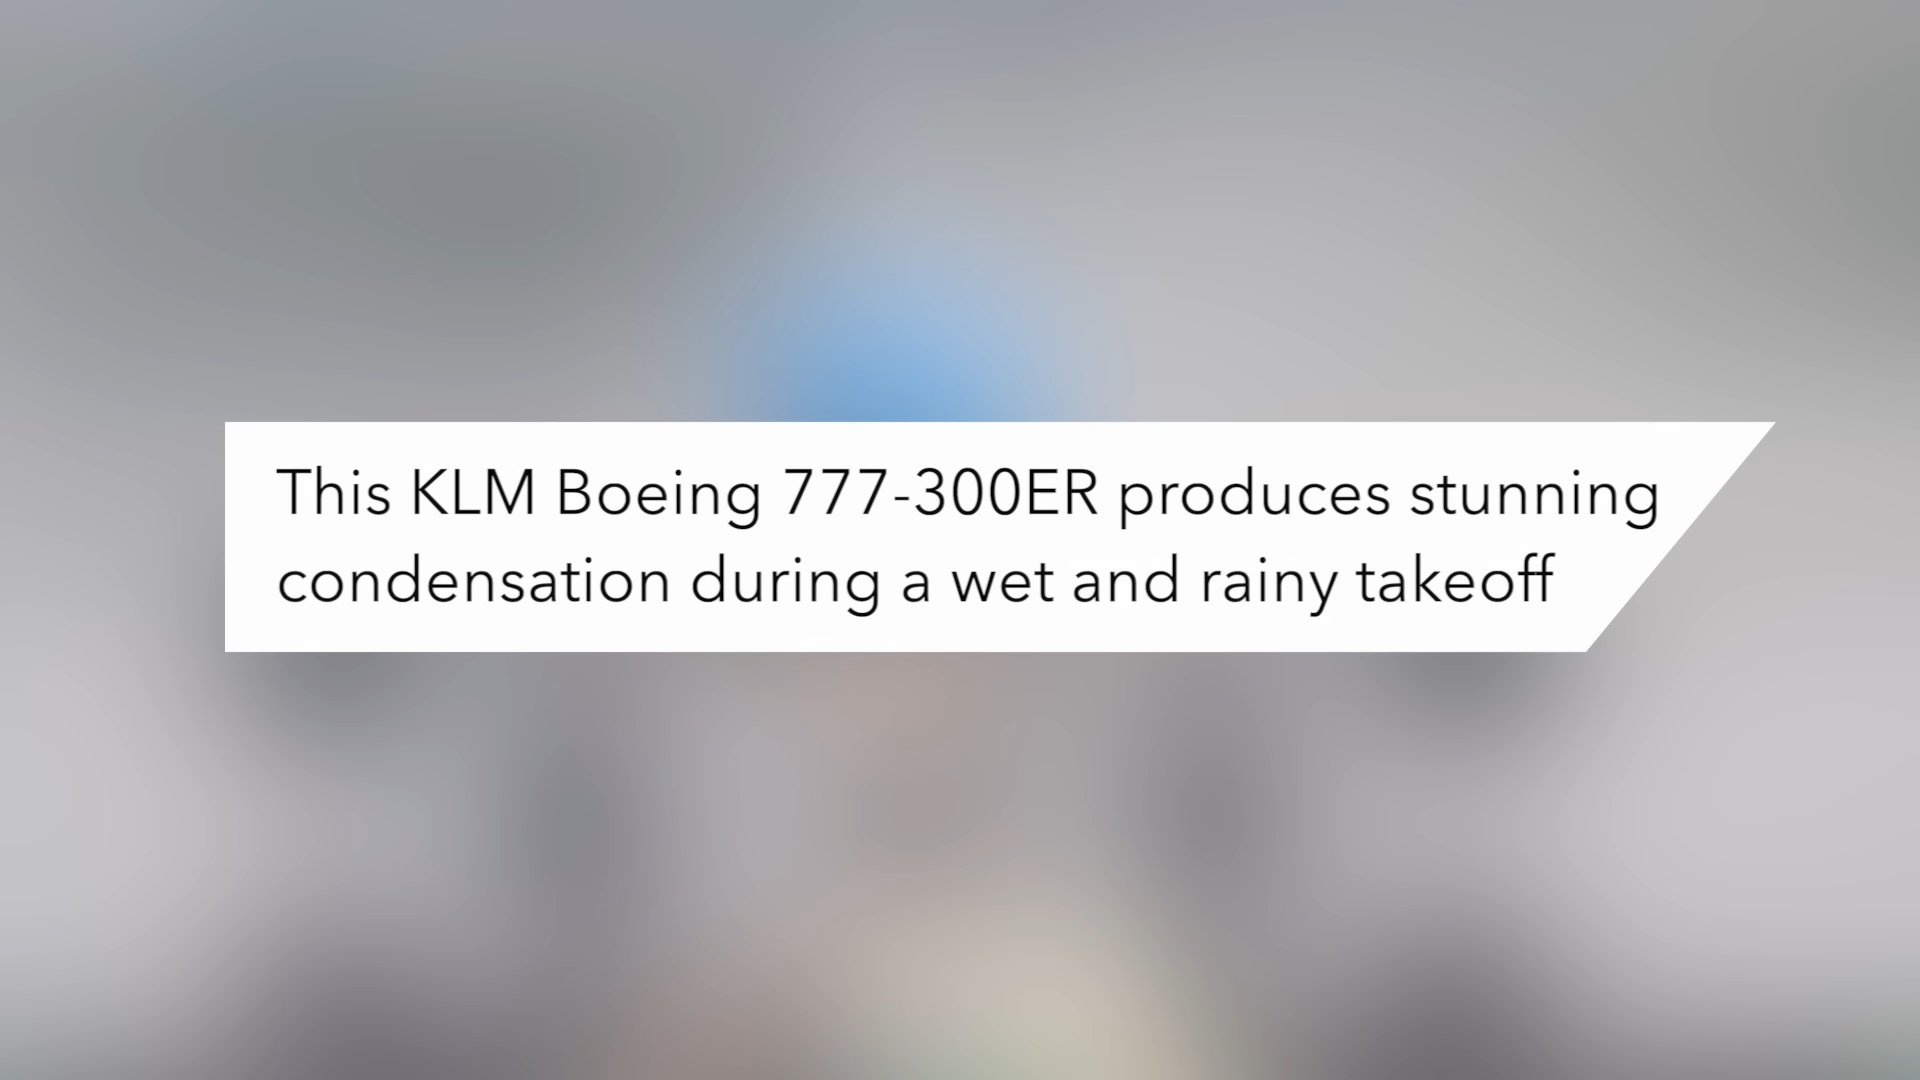 This KLM Boeing 777-300ER produces stunning
condensation during a wet and rainy takeoff